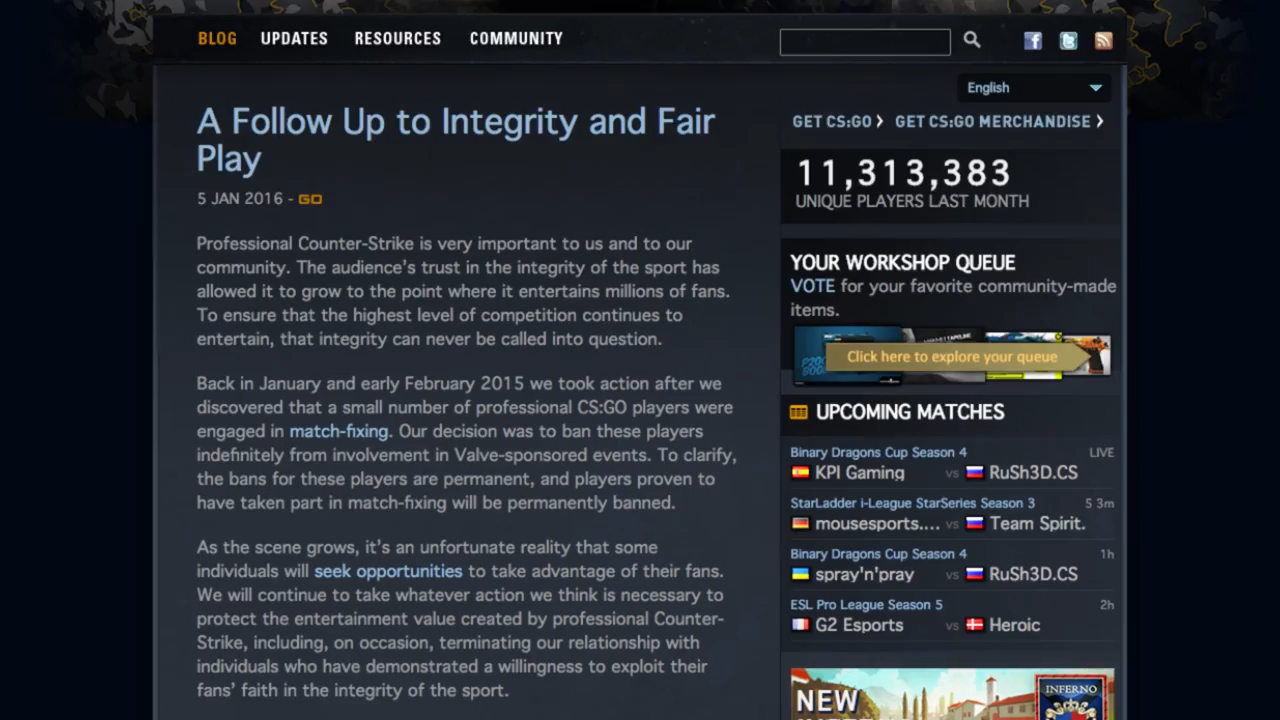 BLOG UPDATES RESOURCES COMMUNITY
English
A Follow Up to Integrity and Fair
Play
5 JAN 2016 - GO
Professional Counter-Strike is very important to us and to our
community. The audience's trust in the integrity of the sport has
allowed it to grow to the point where it entertains millions of fans.
To ensure that the highest level of competition continues to
entertain, that integrity can never be called into question.
Back in January and early February 2015 we took action after we
discovered that a small number of professional CS:GO players were
engaged in match-fixing. Our decision was to ban these players
indefinitely from involvement in Valve-sponsored events. To clarify,
the bans for these players are permanent, and players proven to
have taken part in match-fixing will be permanently banned.
As the scene grows, it's an unfortunate reality that some
individuals will seek opportunities to take advantage of their fans.
We will continue to take whatever action we think is necessary to
protect the entertainment value created by professional Counter-
Strike, including, on occasion, terminating our relationship with
individuals who have demonstrated a willingness to exploit their
fans' faith in the integrity of the sport.
GET CS:GO GET CS:GO MERCHANDISE
11,313,383
UNIQUE PLAYERS LAST MONTH
YOUR WORKSHOP QUEUE
VOTE for your favorite community-made
items.
Click here to explore your queue
UPCOMING MATCHES
Binary Dragons Cup Season 4 LIVE
KPI Gaming vs RuSh3D.CS
StarLadder i-League StarSeries Season 3 5 3m
mousesports.... vs Team Spirit.
Binary Dragons Cup Season 4 1h
spray'n'pray vs RuSh3D.CS
ESL Pro League Season 5 2h
G2 Esports vs Heroic
NEW
INFERNO